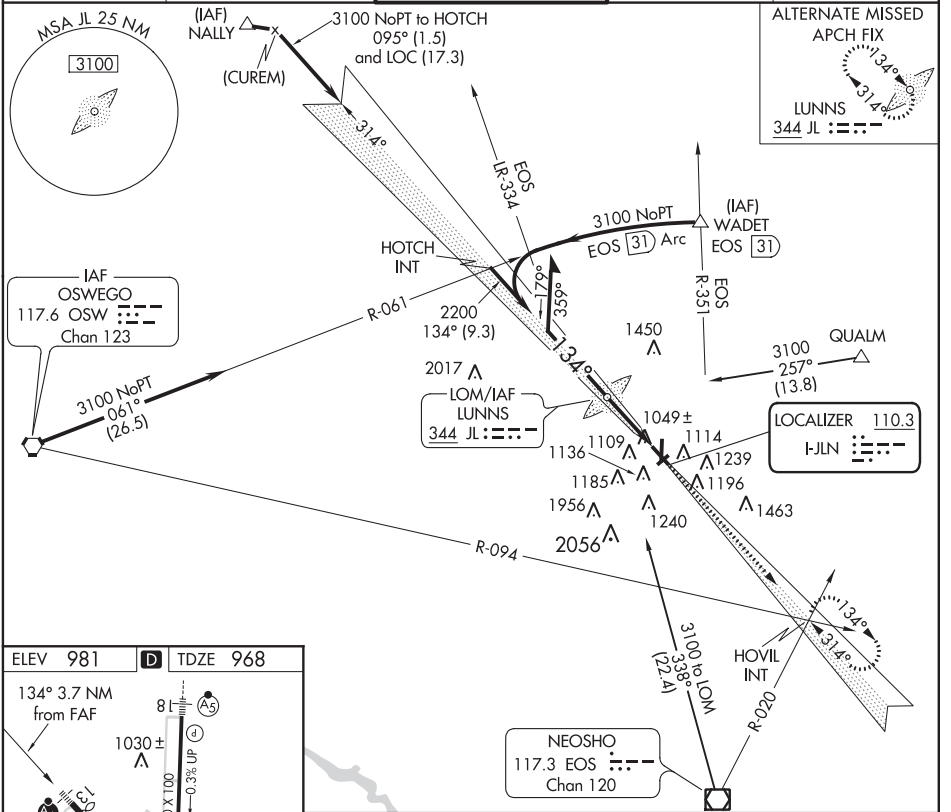 MSA JL 25 NM
3100
(IAF)
NALLY
(CUREM)
3100 NoPT to HOTCH
095° (1.5)
and LOC (17.3)
314°
ALTERNATE MISSED
APCH FIX
134°
314°
LUNNS
344 JL
EOS
LR-334
3100 NoPT
EOS 31 Arc
(IAF)
WADET
EOS 31
EOS
R-351
HOTCH
INT
IAF
OSWEGO
117.6 OSW
Chan 123
R-061
3100 NoPT
061°
(26.5)
2200
134° (9.3)
179°
359°
134°
1450
QUALM
3100
257°
(13.8)
2017
LOM/IAF
LUNNS
344 JL
LOCALIZER 110.3
I-JLN
1049 ±
1109
1114
1136
1239
1185
1196
1956
1240
1463
2056
R-094
3100 to LOM
338°
(22.4)
134°
314°
HOVIL
INT
R-020
NEOSHO
117.3 EOS
Chan 120
ELEV 981
D
TDZE 968
134° 3.7 NM
from FAF
18
A5
1030 ±
0.3% UP
X 100
13